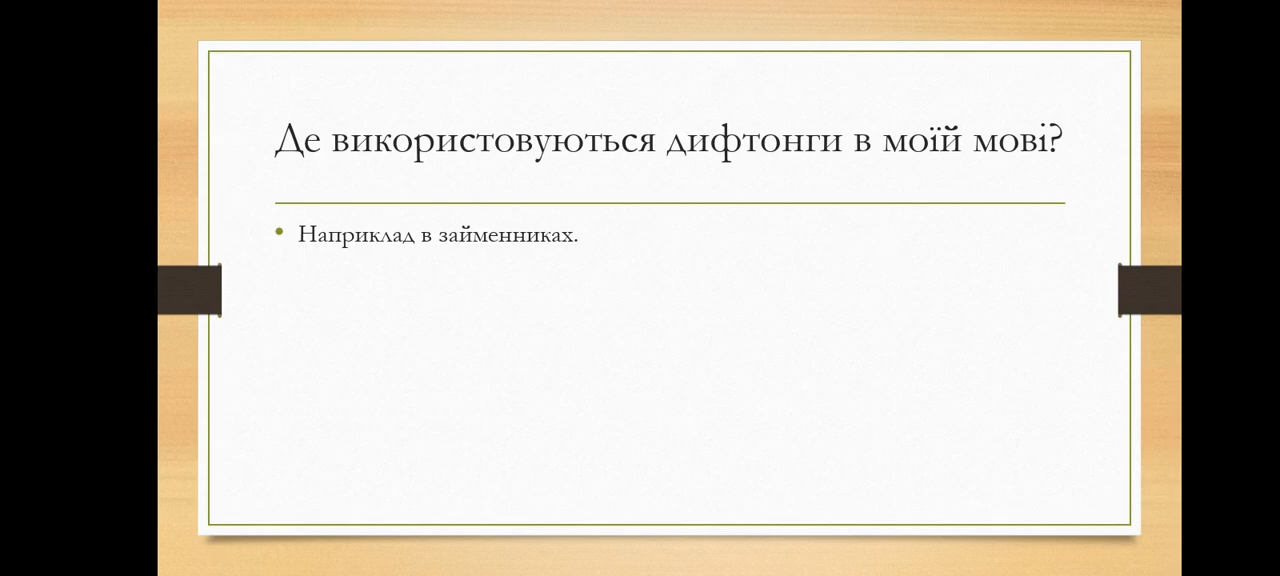 Де використовуються дифтонги в моїй мові?
Наприклад в займенниках.